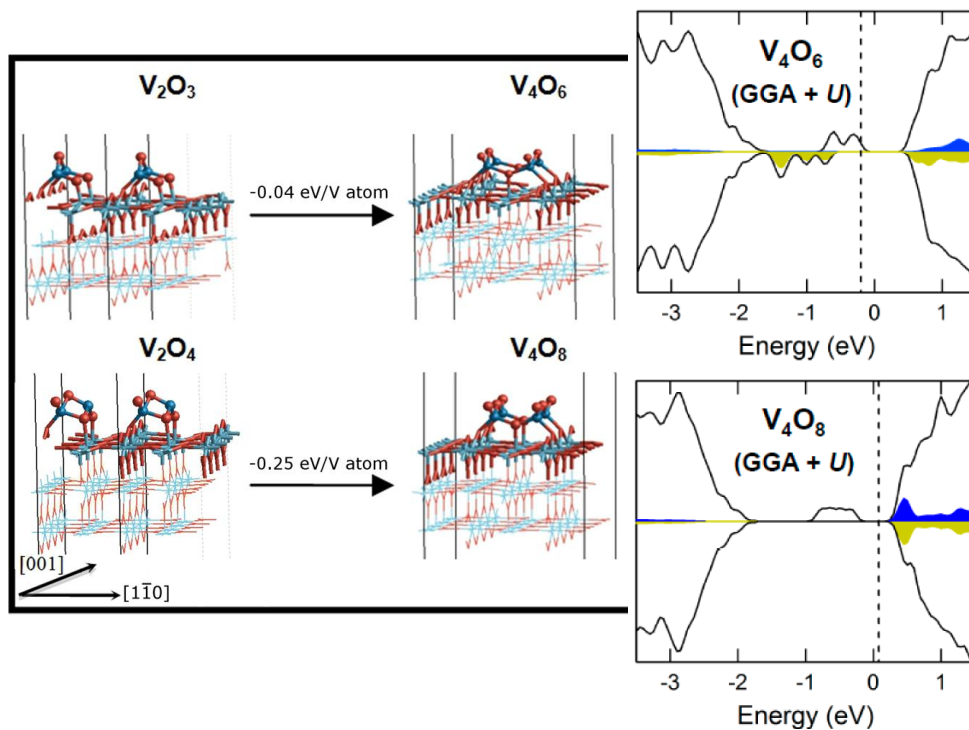 V₂O₃
V₄O₆
-0.04 eV/V atom
V₂O₄
V₄O₈
-0.25 eV/V atom
[001]
[11̄0]
V₄O₆
(GGA + U)
-3 -2 -1 0 1
Energy (eV)
V₄O₈
(GGA + U)
-3 -2 -1 0 1
Energy (eV)